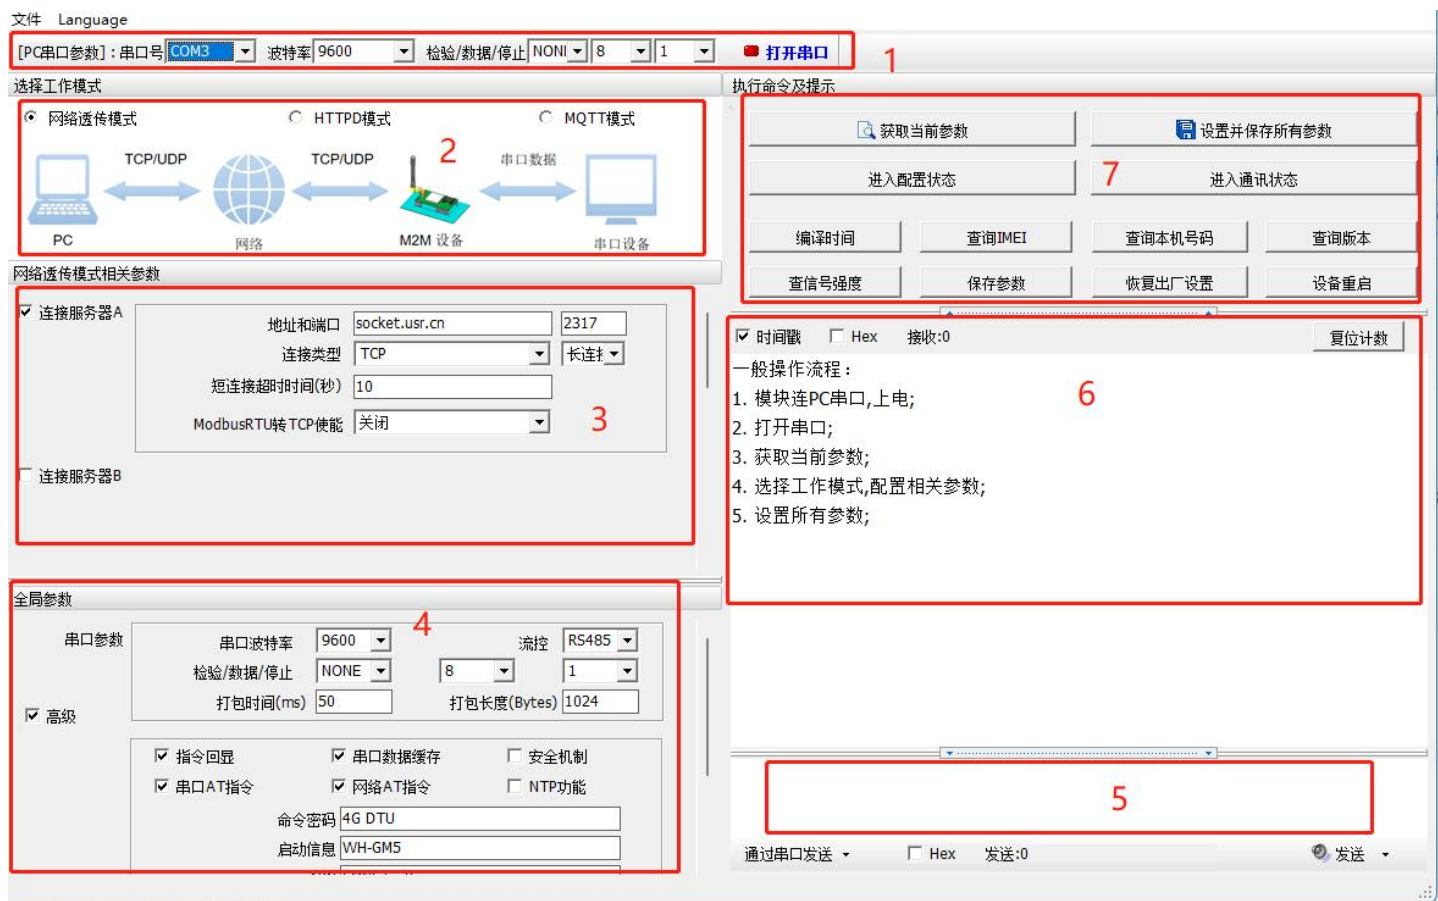 文件 Language
[PC串口参数]：串口号 COM3 波特率 9600 检验/数据/停止 NONI 8 1 打开串口 1
选择工作模式
网络透传模式 HTTPD模式 MQTT模式
TCP/UDP TCP/UDP 2 串口数据
PC 网络 M2M 设备 串口设备
网络透传模式相关参数
连接服务器A
地址和端口 socket.usr.cn 2317
连接类型 TCP 长连接
短连接超时时间(秒) 10
ModbusRTU转TCP使能 关闭 3
连接服务器B
全局参数
4
串口参数 串口波特率 9600 流控 RS485
检验/数据/停止 NONE 8 1
打包时间(ms) 50 打包长度(Bytes) 1024
高级
指令回显 串口数据缓存 安全机制
串口AT指令 网络AT指令 NTP功能
命令密码 4G DTU
启动信息 WH-GM5
执行命令及提示
获取当前参数 设置并保存所有参数
进入配置状态 7 进入通讯状态
编译时间 查询IMEI 查询本机号码 查询版本
查信号强度 保存参数 恢复出厂设置 设备重启
时间戳 Hex 接收:0 复位计数
一般操作流程：
1. 模块连PC串口,上电; 6
2. 打开串口;
3. 获取当前参数;
4. 选择工作模式,配置相关参数;
5. 设置所有参数;
5
通过串口发送 Hex 发送:0 发送